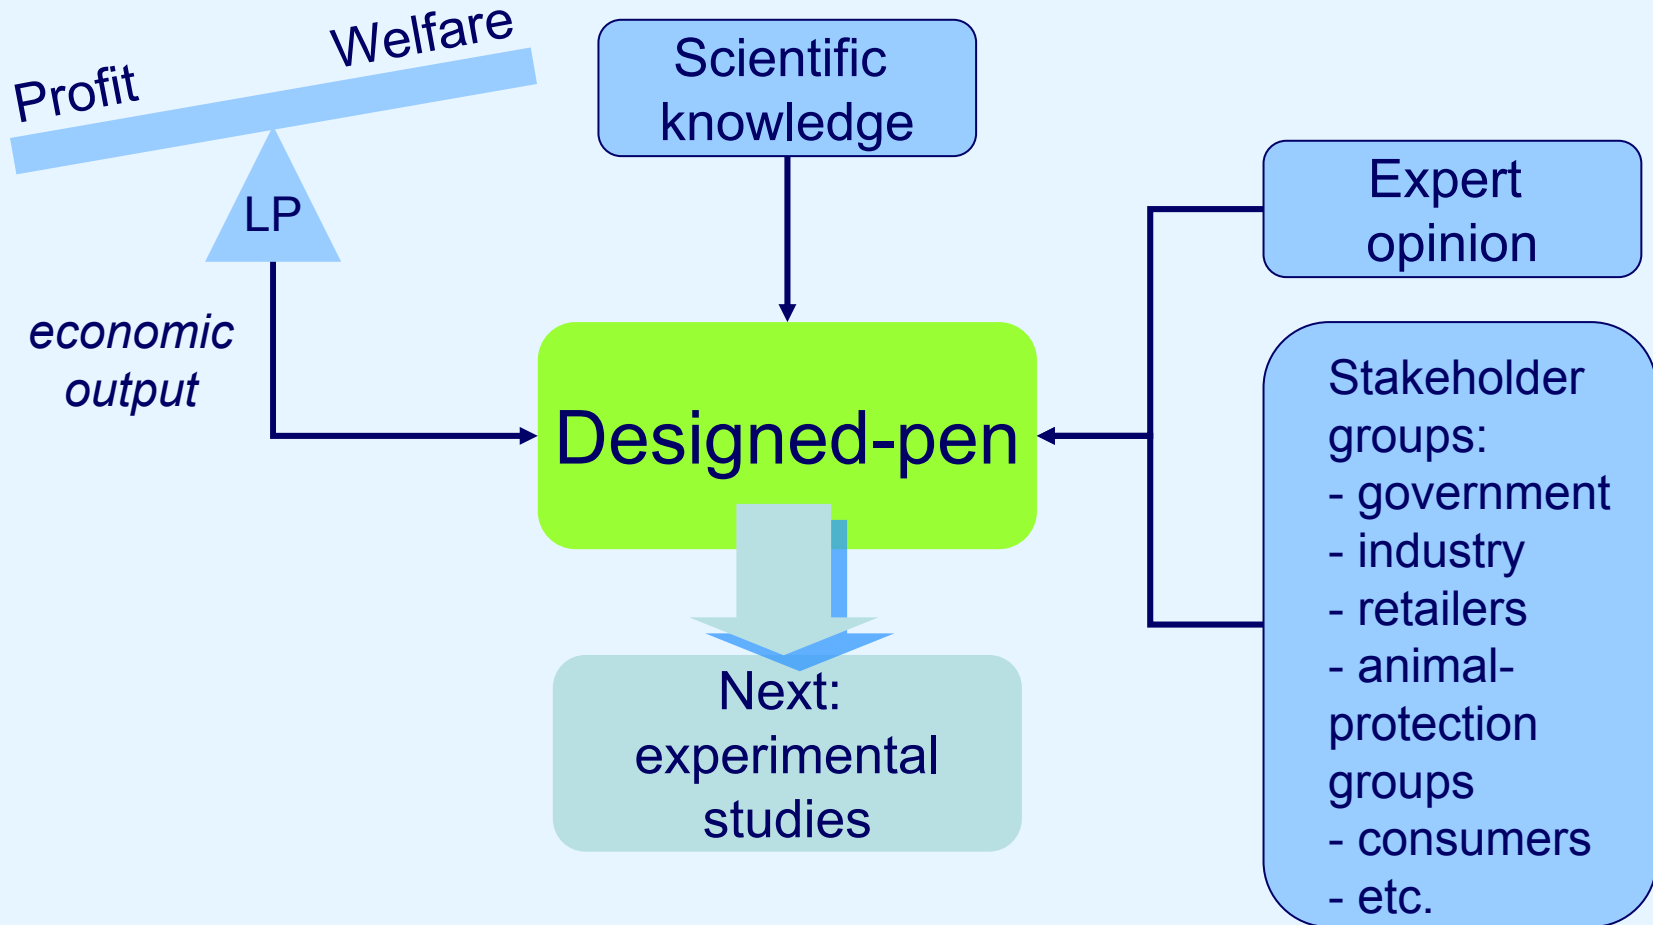 Profit
Welfare
LP
economic
output
Scientific
knowledge
Expert
opinion
Designed-pen
Stakeholder
groups:
- government
- industry
- retailers
- animal-
protection
groups
- consumers
- etc.
Next:
experimental
studies